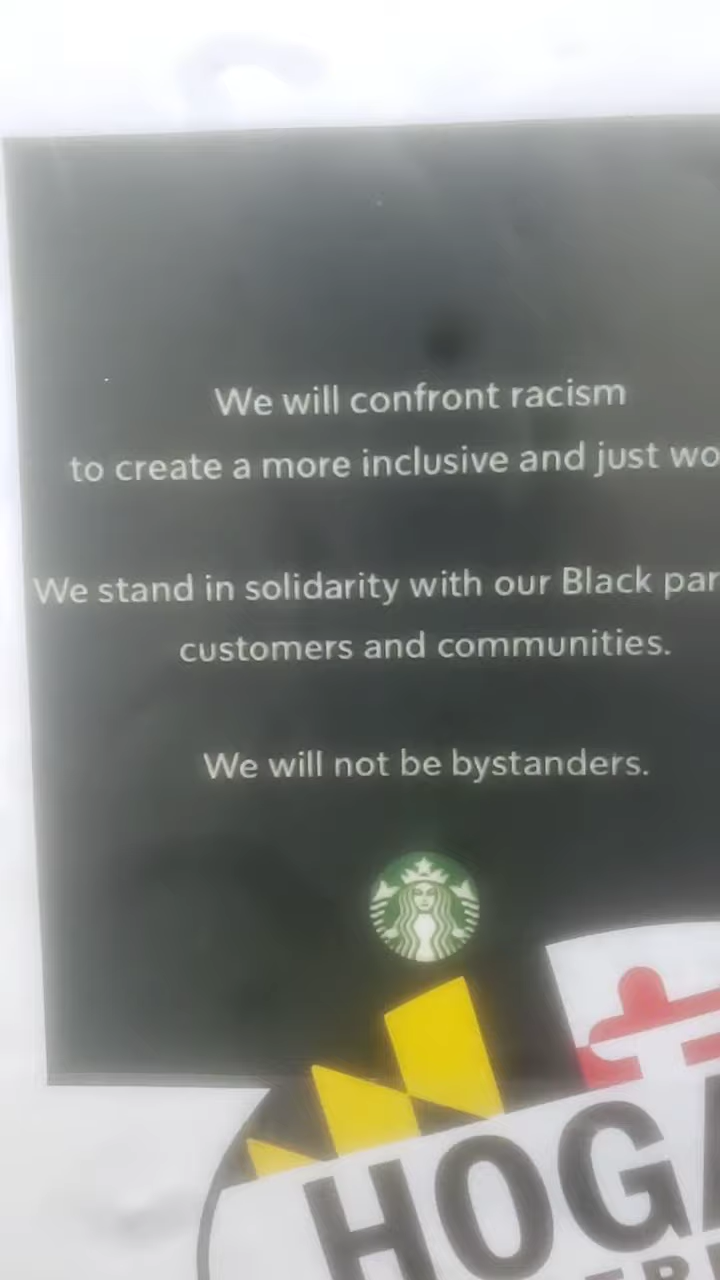 We will confront racism
to create a more inclusive and just wo
We stand in solidarity with our Black par
customers and communities.
We will not be bystanders.
HOGA